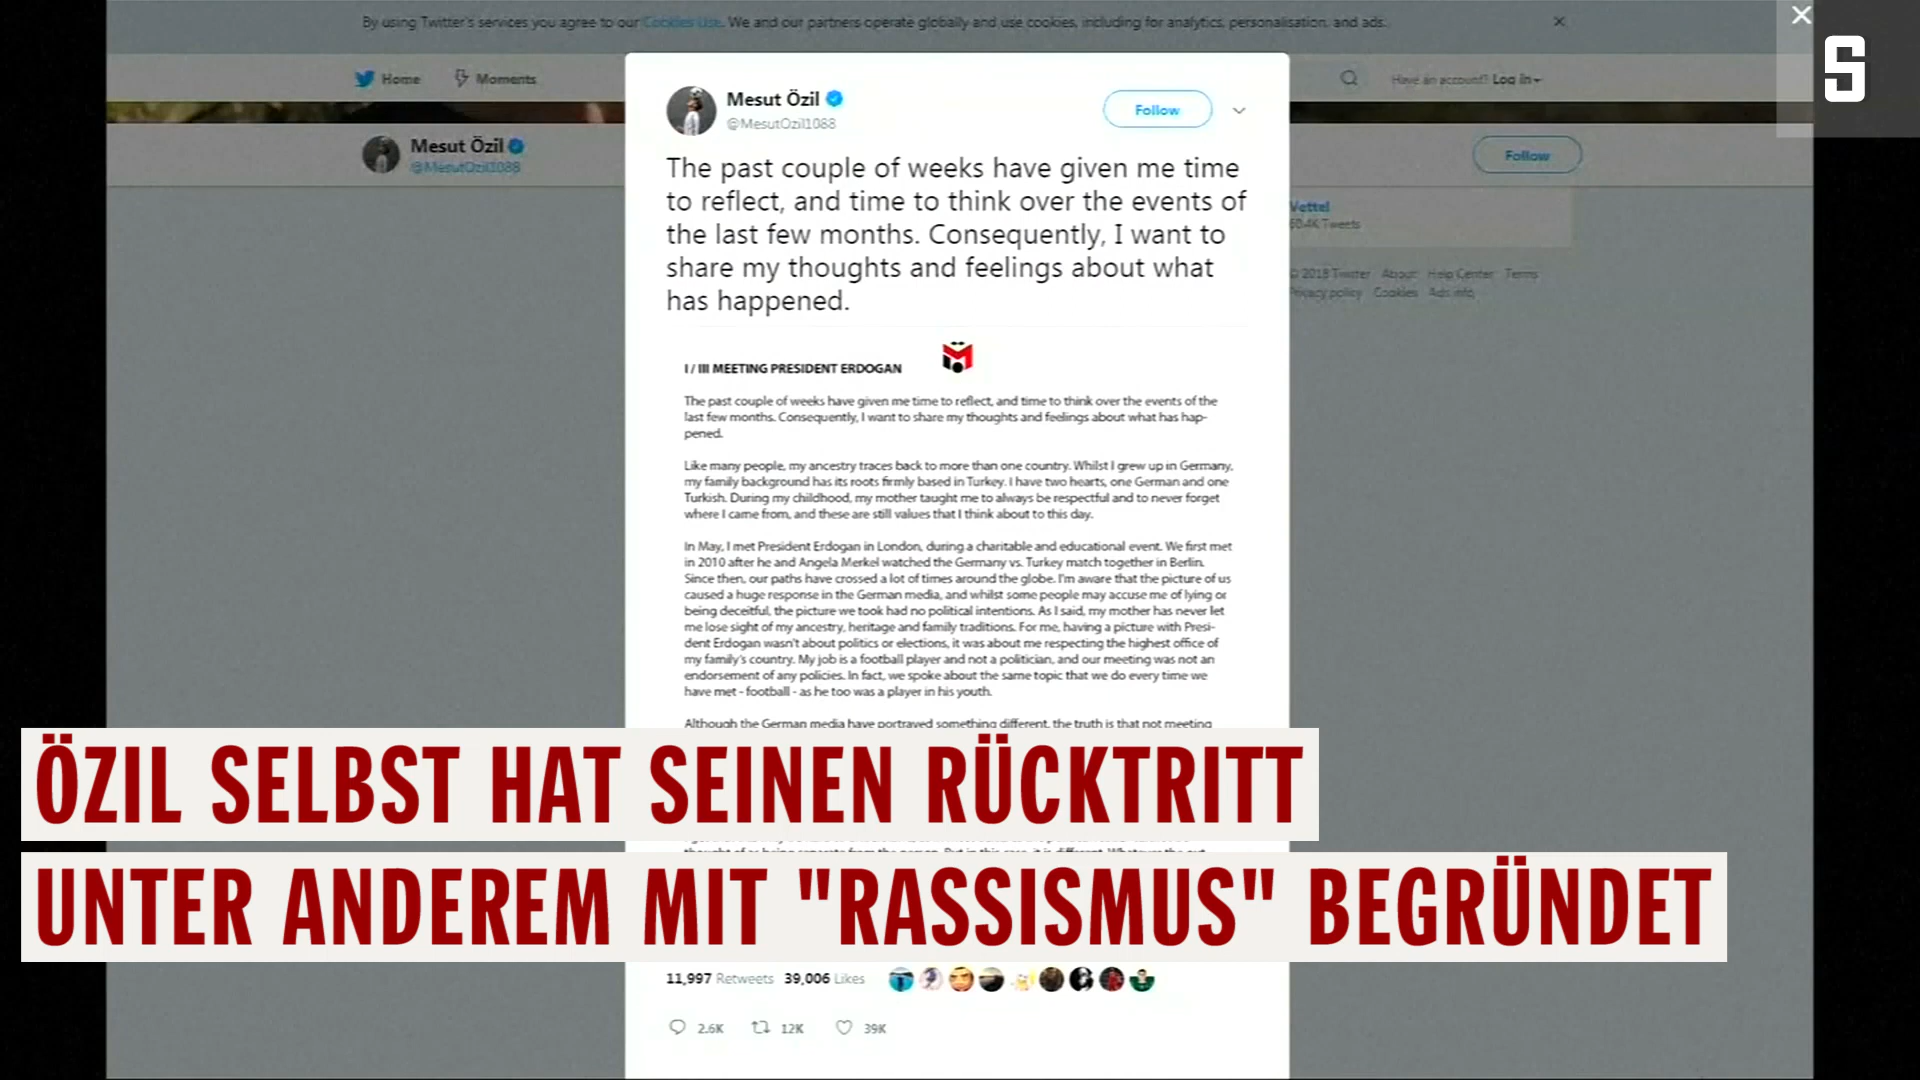 By using Twitter's services you agree to our Cookies Use. We and our partners operate globally and use cookies, including for analytics, personalisation, and ads.
S
Home Moments
Have an account? Log in
Mesut Özil
@MesutOzil1088
Follow
Mesut Özil
@MesutOzil1088
Follow
The past couple of weeks have given me time
to reflect, and time to think over the events of
the last few months. Consequently, I want to
share my thoughts and feelings about what
has happened.
Vettel
Tweets
© 2018 Twitter About Help Center Terms
Privacy policy Cookies Ads info
I / III MEETING PRESIDENT ERDOGAN
The past couple of weeks have given me time to reflect, and time to think over the events of the
last few months. Consequently, I want to share my thoughts and feelings about what has hap-
pened.
Like many people, my ancestry traces back to more than one country. Whilst I grew up in Germany,
my family background has its roots firmly based in Turkey. I have two hearts, one German and one
Turkish. During my childhood, my mother taught me to always be respectful and to never forget
where I came from, and these are still values that I think about to this day.
In May, I met President Erdogan in London, during a charitable and educational event. We first met
in 2010 after he and Angela Merkel watched the Germany vs. Turkey match together in Berlin.
Since then, our paths have crossed a lot of times around the globe. I'm aware that the picture of us
caused a huge response in the German media, and whilst some people may accuse me of lying or
being deceitful, the picture we took had no political intentions. As I said, my mother has never let
me lose sight of my ancestry, heritage and family traditions. For me, having a picture with Presi-
dent Erdogan wasn't about politics or elections, it was about me respecting the highest office of
my family's country. My job is a football player and not a politician, and our meeting was not an
endorsement of any policies. In fact, we spoke about the same topic that we do every time we
have met - football - as he too was a player in his youth.
Although the German media have portrayed something different, the truth is that not meeting
ÖZIL SELBST HAT SEINEN RÜCKTRITT
UNTER ANDEREM MIT "RASSISMUS" BEGRÜNDET
11,997 Retweets 39,006 Likes
2.6K 12K 39K